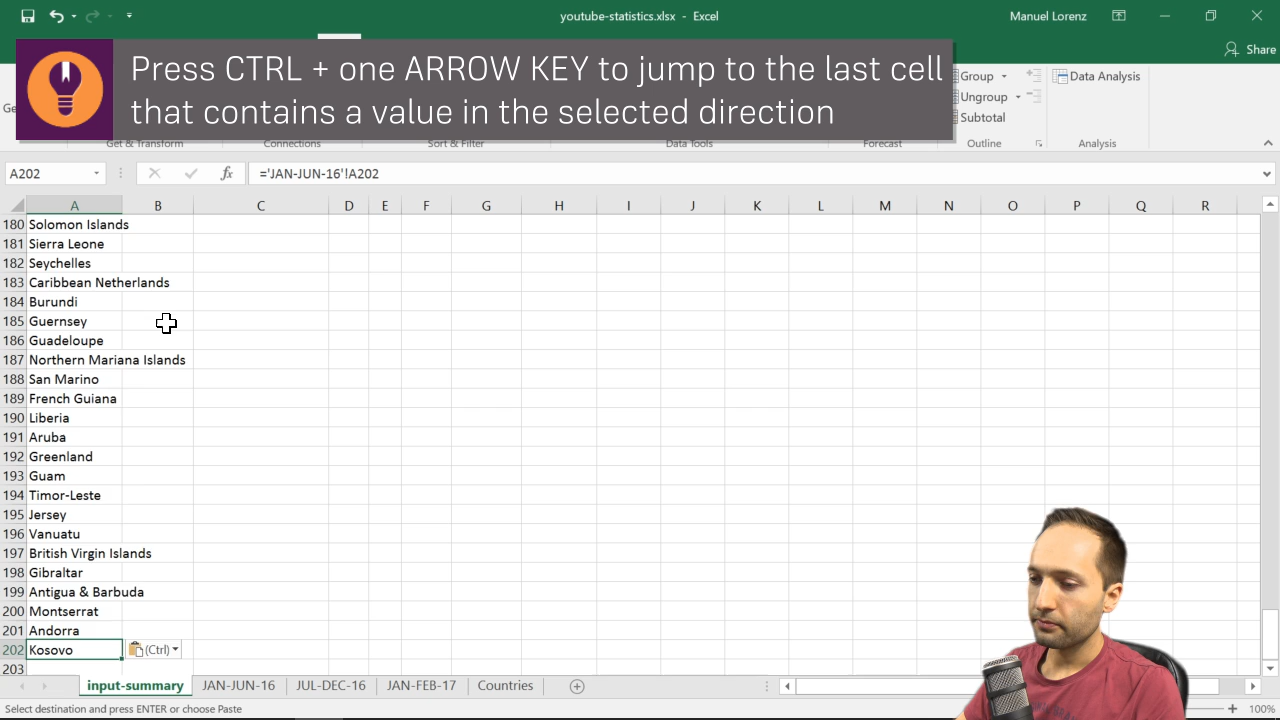 youtube-statistics.xlsx - Excel
Manuel Lorenz
Share
Press CTRL + one ARROW KEY to jump to the last cell
that contains a value in the selected direction
Group
Ungroup
Subtotal
Data Analysis
Get & Transform
Connections
Sort & Filter
Data Tools
Forecast
Outline
Analysis
A202
fx
='JAN-JUN-16'!A202
A B C D E F G H I J K L M N O P Q R
180 Solomon Islands
181 Sierra Leone
182 Seychelles
183 Caribbean Netherlands
184 Burundi
185 Guernsey
186 Guadeloupe
187 Northern Mariana Islands
188 San Marino
189 French Guiana
190 Liberia
191 Aruba
192 Greenland
193 Guam
194 Timor-Leste
195 Jersey
196 Vanuatu
197 British Virgin Islands
198 Gibraltar
199 Antigua & Barbuda
200 Montserrat
201 Andorra
202 Kosovo (Ctrl)
203
input-summary JAN-JUN-16 JUL-DEC-16 JAN-FEB-17 Countries
Select destination and press ENTER or choose Paste
100%